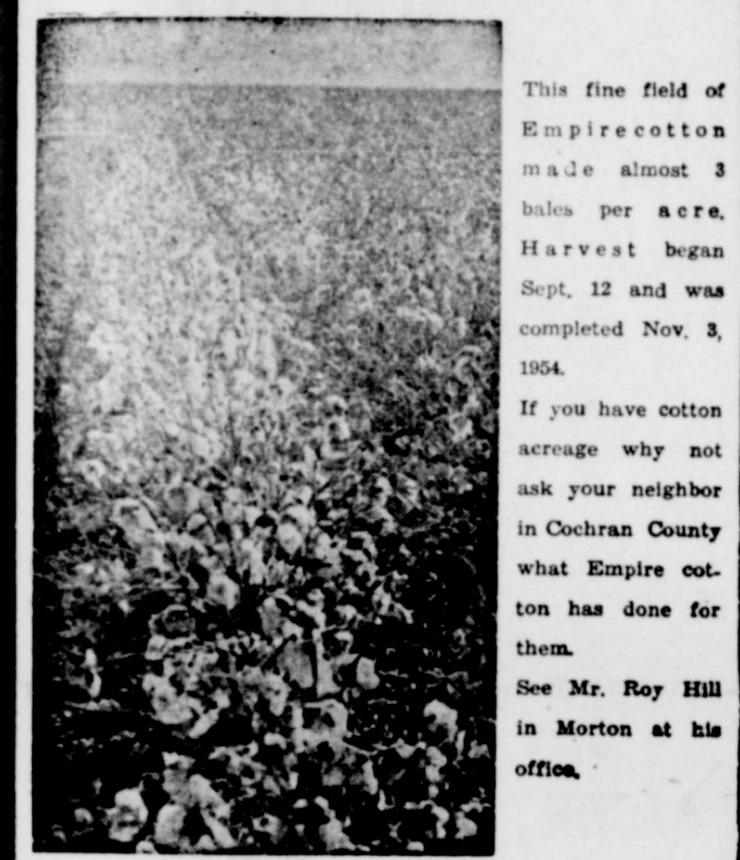 This fine field of
Empire cotton
made almost 3
bales per acre.
Harvest began
Sept. 12 and was
completed Nov. 3,
1954.
If you have cotton
acreage why not
ask your neighbor
in Cochran County
what Empire cot-
ton has done for
them.
See Mr. Roy Hill
in Morton at his
office.